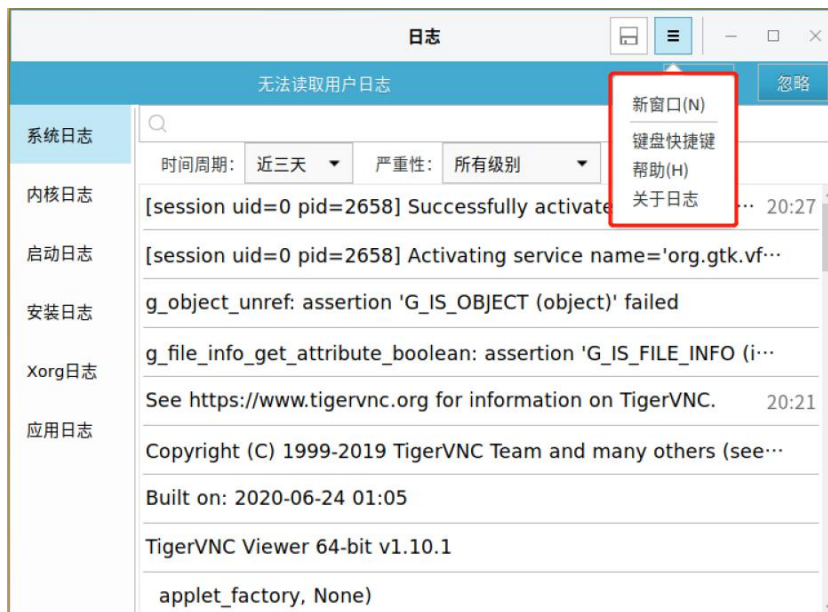 日志
无法读取用户日志
忽略
新窗口(N)
键盘快捷键
帮助(H)
关于日志
系统日志
内核日志
启动日志
安装日志
Xorg日志
应用日志
时间周期: 近三天 严重性: 所有级别
[session uid=0 pid=2658] Successfully activate ··· 20:27
[session uid=0 pid=2658] Activating service name='org.gtk.vf···
g_object_unref: assertion 'G_IS_OBJECT (object)' failed
g_file_info_get_attribute_boolean: assertion 'G_IS_FILE_INFO (i···
See https://www.tigervnc.org for information on TigerVNC. 20:21
Copyright (C) 1999-2019 TigerVNC Team and many others (see···
Built on: 2020-06-24 01:05
TigerVNC Viewer 64-bit v1.10.1
applet_factory, None)